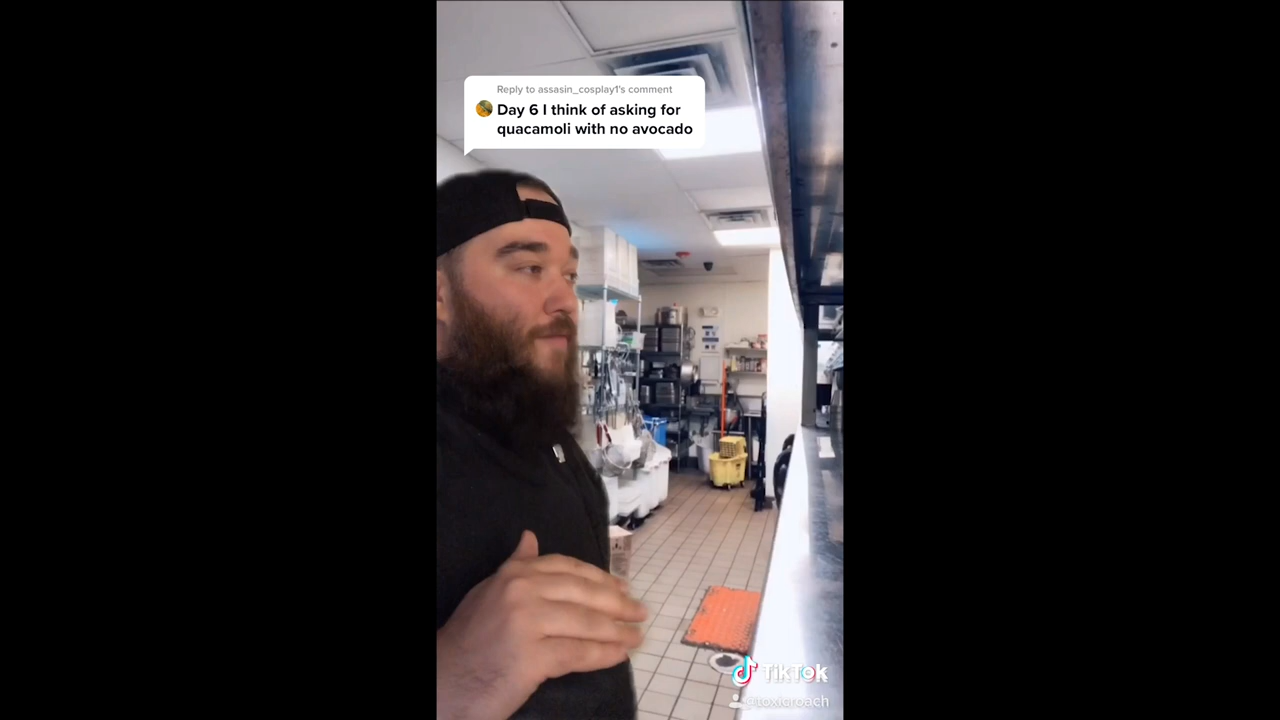 Reply to assasin_cosplay1's comment
Day 6 I think of asking for
quacamoli with no avocado
TikTok
@toxicroach